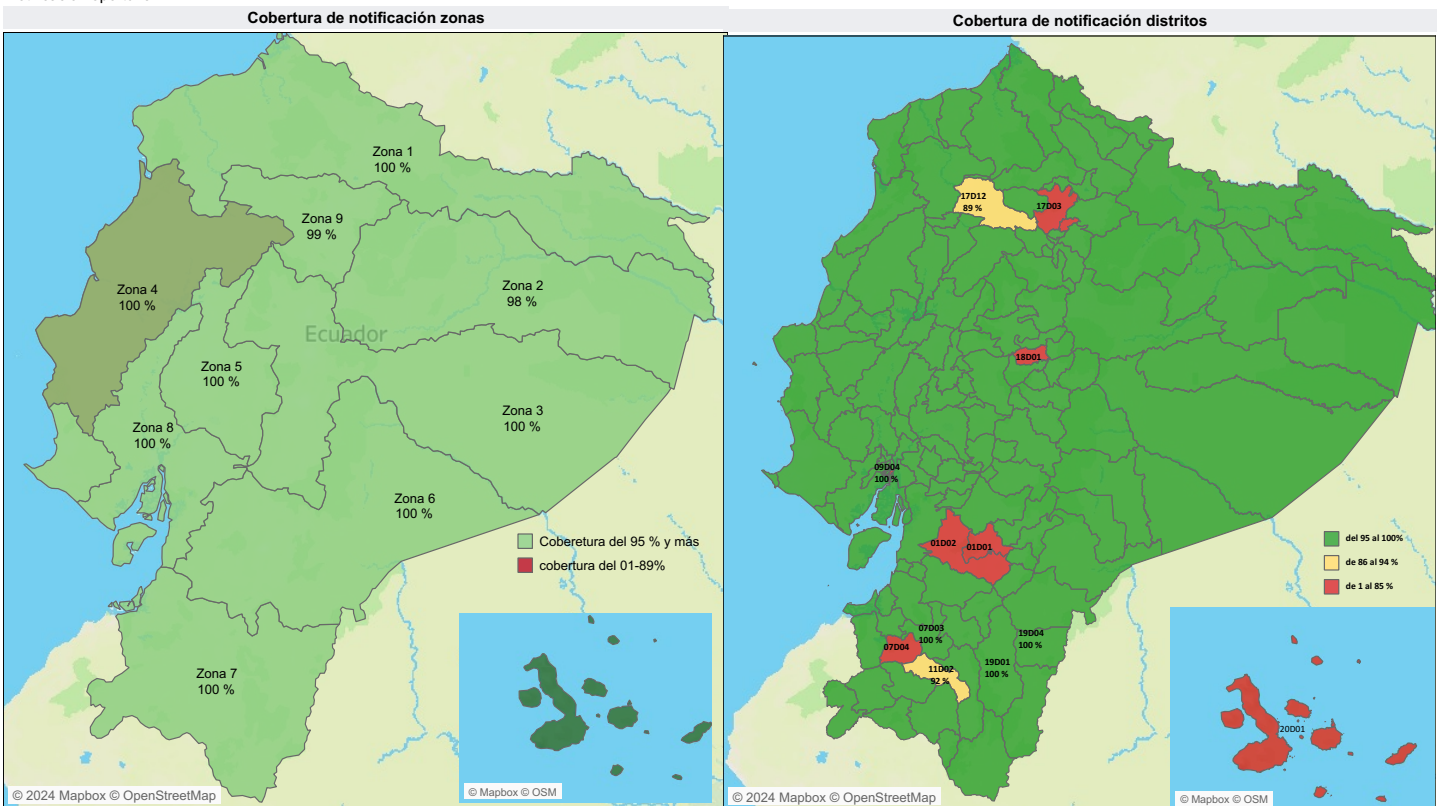 Cobertura de notificación zonas
Zona 1
100 %
Zona 9
99 %
Zona 4
100 %
Zona 2
98 %
Ecuador
Zona 5
100 %
Zona 3
100 %
Zona 8
100 %
Zona 6
100 %
Coberetura del 95 % y más
cobertura del 01-89%
Zona 7
100 %
© 2024 Mapbox © OpenStreetMap
© Mapbox © OSM
Cobertura de notificación distritos
17D12
89 %
17D03
18D01
09D04
100 %
01D02
01D01
del 95 al 100%
de 86 al 94 %
de 1 al 85 %
07D03
100 %
19D04
100 %
07D04
11D02
92 %
19D01
100 %
20D01
© 2024 Mapbox © OpenStreetMap
© Mapbox © OSM